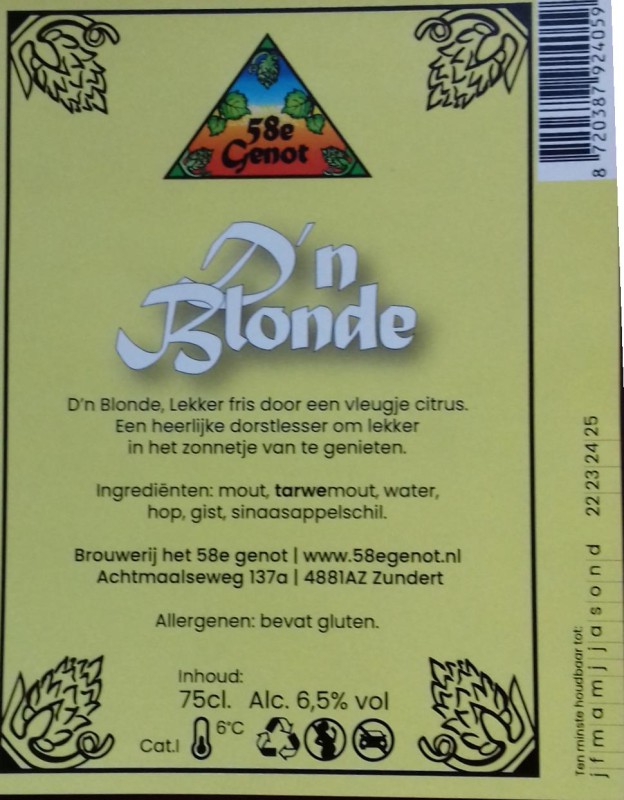 58e
Genot
D'n
Blonde
D'n Blonde, Lekker fris door een vleugje citrus.
Een heerlijke dorstlesser om lekker
in het zonnetje van te genieten.
Ingrediënten: mout, tarwemout, water,
hop, gist, sinaasappelschil.
Brouwerij het 58e genot | www.58egenot.nl
Achtmaalseweg 137a | 4881AZ Zundert
Allergenen: bevat gluten.
Inhoud:
75cl. Alc. 6,5% vol
Cat.I 6°C
8 720387 924059
Ten minste houdbaar tot:
j f m a m j j a s o n d 22 23 24 25